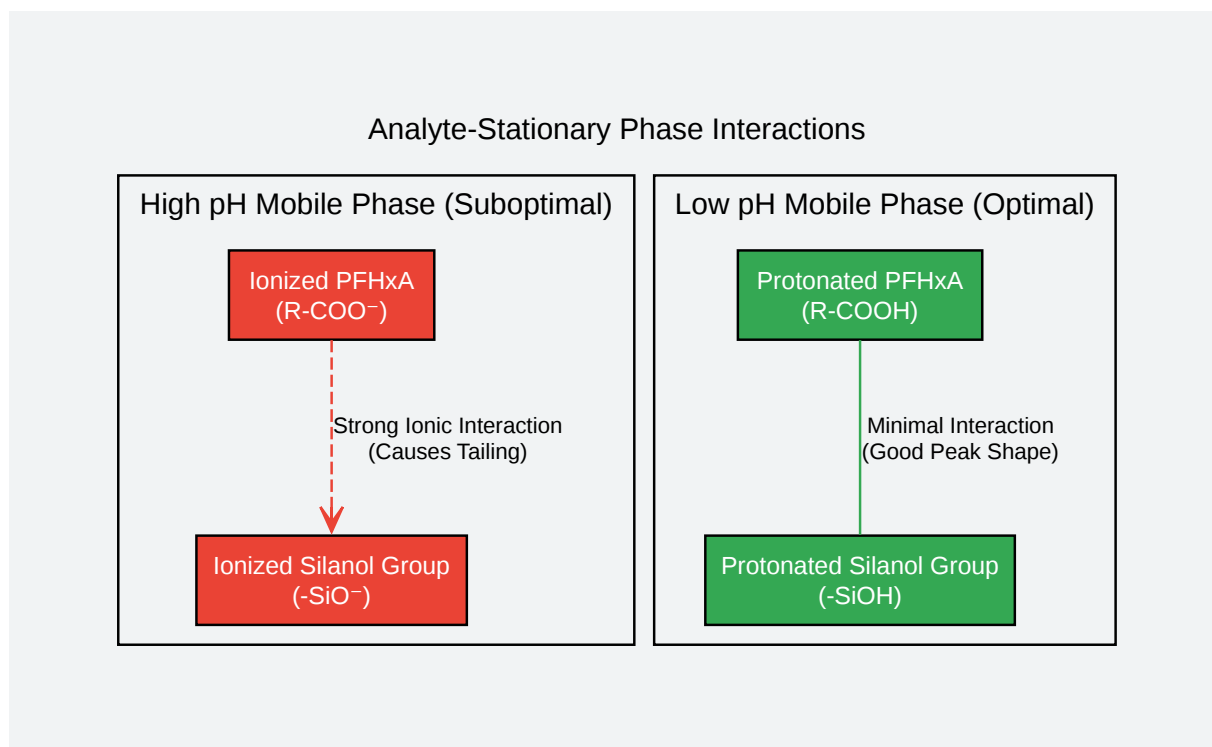 Analyte-Stationary Phase Interactions
High pH Mobile Phase (Suboptimal)
Ionized PFHxA
(R-COO⁻)
Strong Ionic Interaction
(Causes Tailing)
Ionized Silanol Group
(-SiO⁻)
Low pH Mobile Phase (Optimal)
Protonated PFHxA
(R-COOH)
Minimal Interaction
(Good Peak Shape)
Protonated Silanol Group
(-SiOH)